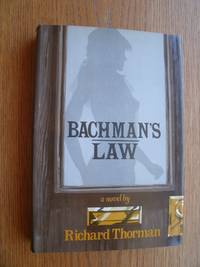 BACHMAN'S
LAW
a novel by
Richard Thorman